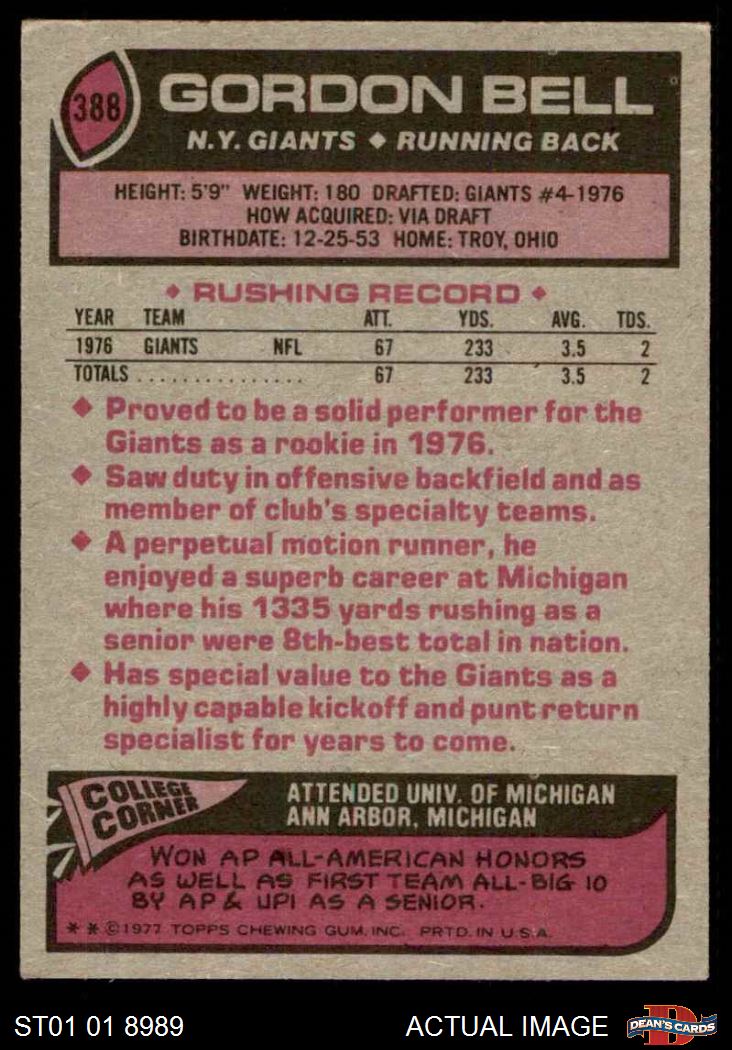 388
GORDON BELL
N.Y. GIANTS ◆ RUNNING BACK
HEIGHT: 5'9" WEIGHT: 180 DRAFTED: GIANTS #4-1976
HOW ACQUIRED: VIA DRAFT
BIRTHDATE: 12-25-53 HOME: TROY, OHIO
◆ RUSHING RECORD ◆
YEAR TEAM ATT. YDS. AVG. TDS.
1976 GIANTS NFL 67 233 3.5 2
TOTALS ............... 67 233 3.5 2
◆ Proved to be a solid performer for the
Giants as a rookie in 1976.
◆ Saw duty in offensive backfield and as
member of club's specialty teams.
◆ A perpetual motion runner, he
enjoyed a superb career at Michigan
where his 1335 yards rushing as a
senior were 8th-best total in nation.
◆ Has special value to the Giants as a
highly capable kickoff and punt return
specialist for years to come.
COLLEGE
CORNER
ATTENDED UNIV. OF MICHIGAN
ANN ARBOR, MICHIGAN
WON AP ALL-AMERICAN HONORS
AS WELL AS FIRST TEAM ALL-BIG 10
BY AP & UPI AS A SENIOR.
* * © 1977 TOPPS CHEWING GUM, INC. PRTD. IN U.S.A.
ST01 01 8989
ACTUAL IMAGE
D
DEAN'S CARDS